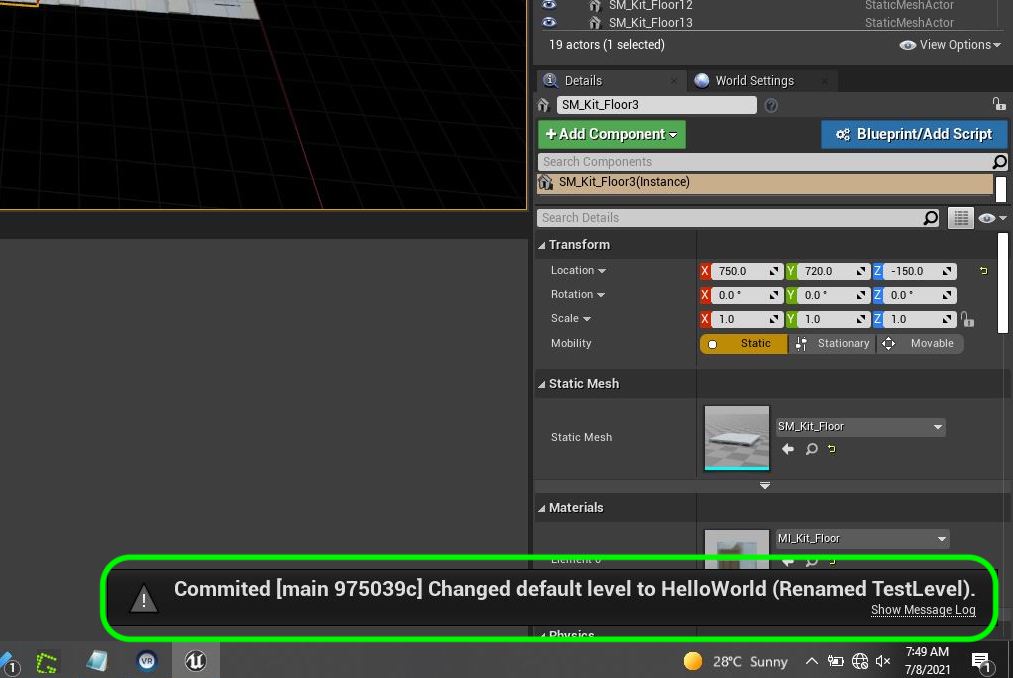 SM_Kit_Floor12 StaticMeshActor
SM_Kit_Floor13 StaticMeshActor
19 actors (1 selected) View Options
Details World Settings
SM_Kit_Floor3
Add Component Blueprint/Add Script
Search Components
SM_Kit_Floor3(Instance)
Search Details
Transform
Location X 750.0 Y 720.0 Z -150.0
Rotation X 0.0 ° Y 0.0 ° Z 0.0 °
Scale X 1.0 Y 1.0 Z 1.0
Mobility Static Stationary Movable
Static Mesh
SM_Kit_Floor
Static Mesh
Materials
MI_Kit_Floor
Element 0
Commited [main 975039c] Changed default level to HelloWorld (Renamed TestLevel).
Show Message Log
Physics
1 VR 28°C Sunny 7:49 AM
7/8/2021 1